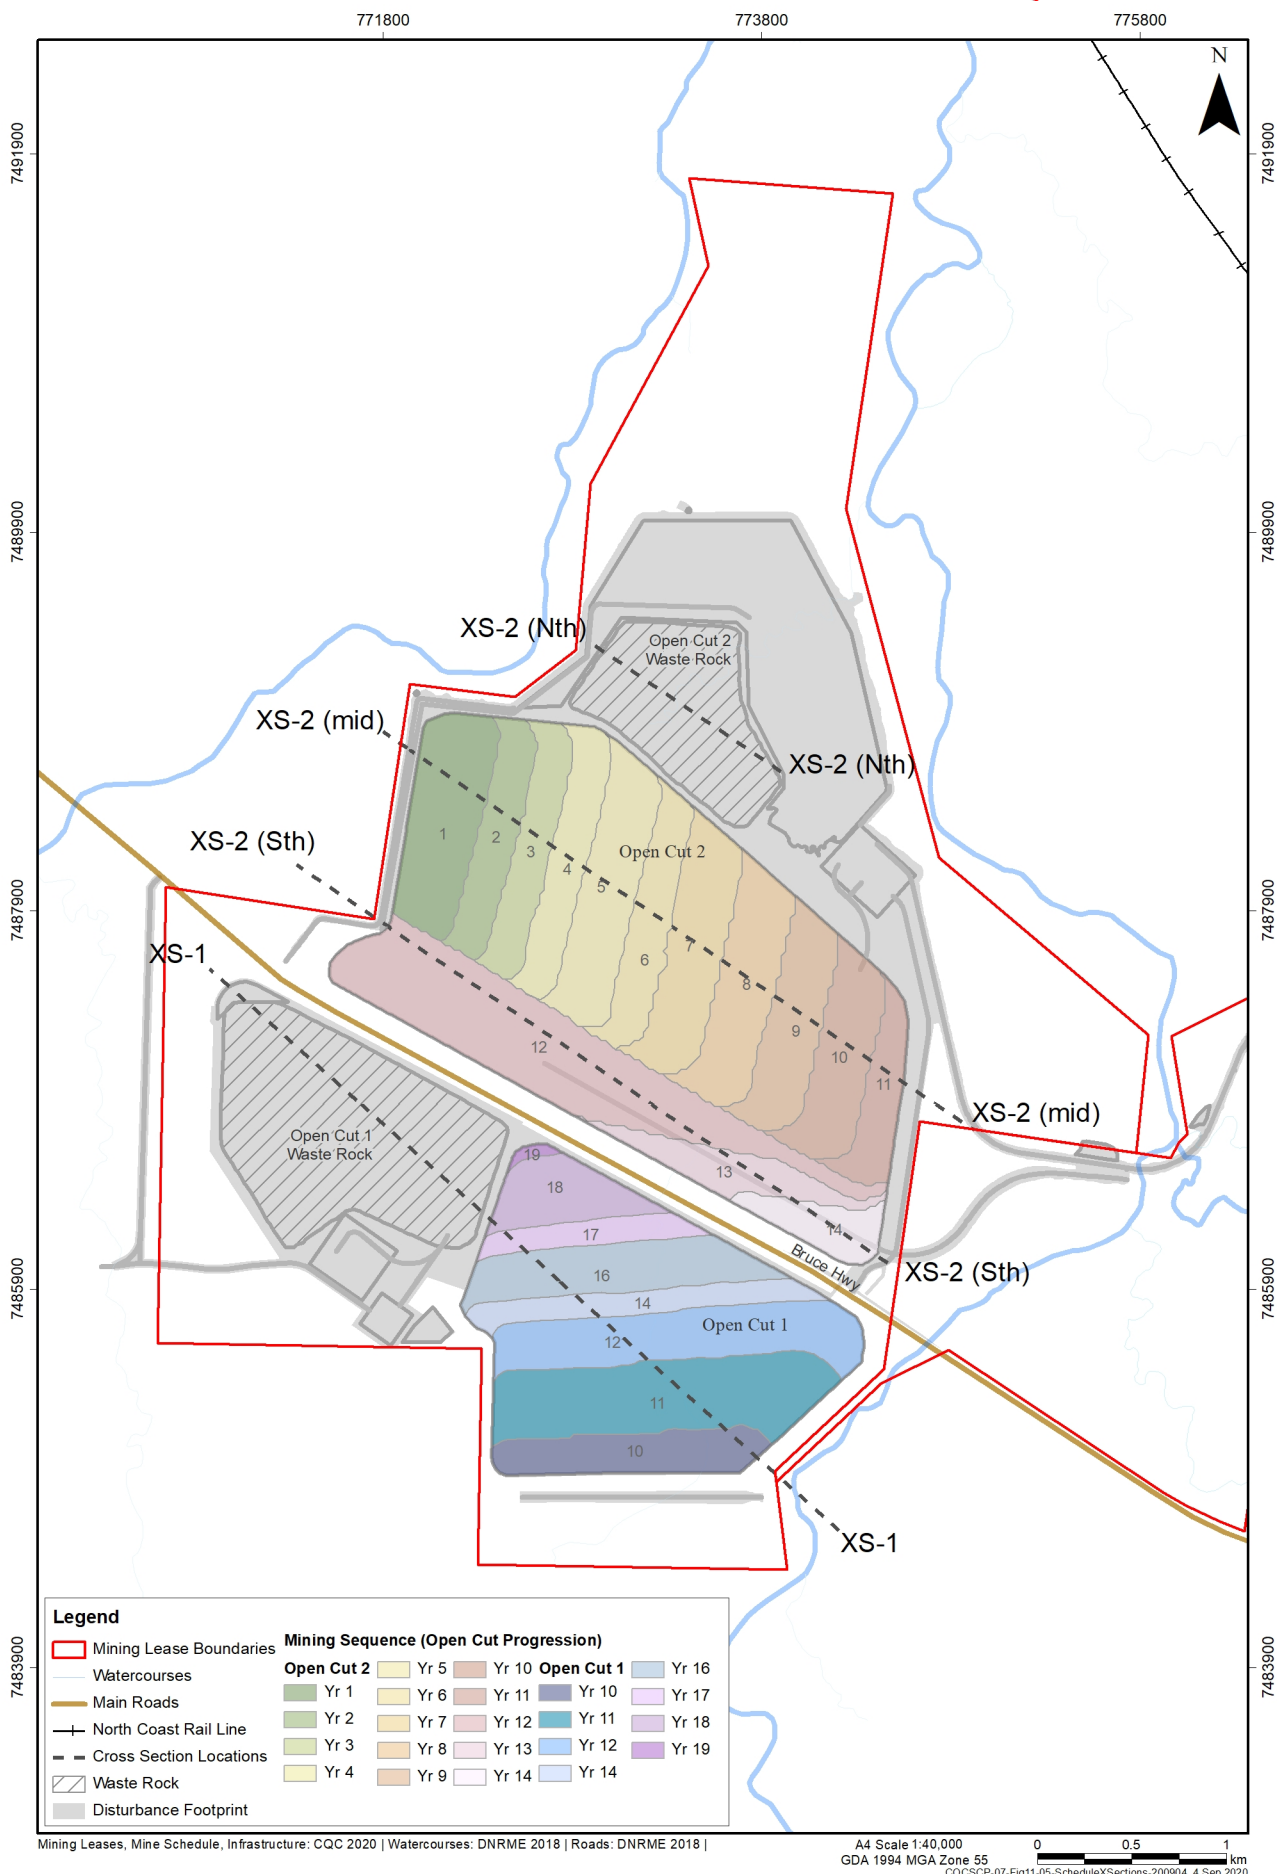 771800
773800
775800
N
7491900
7491900
7489900
7489900
XS-2 (Nth)
Open Cut 2
Waste Rock
XS-2 (mid)
XS-2 (Nth)
XS-2 (Sth)
1
2
3
4
5
Open Cut 2
6
7
8
9
10
11
7487900
7487900
XS-1
12
13
14
XS-2 (mid)
Open Cut 1
Waste Rock
19
18
17
16
14
12
Open Cut 1
11
10
Bruce Hwy
XS-2 (Sth)
7485900
7485900
XS-1
7483900
7483900
Legend
Mining Lease Boundaries
Watercourses
Main Roads
North Coast Rail Line
Cross Section Locations
Waste Rock
Disturbance Footprint
Mining Sequence (Open Cut Progression)
Open Cut 2
Yr 1
Yr 2
Yr 3
Yr 4
Yr 5
Yr 6
Yr 7
Yr 8
Yr 9
Yr 10
Yr 11
Yr 12
Yr 13
Yr 14
Open Cut 1
Yr 10
Yr 11
Yr 12
Yr 14
Yr 16
Yr 17
Yr 18
Yr 19
Mining Leases, Mine Schedule, Infrastructure: CQC 2020 | Watercourses: DNRME 2018 | Roads: DNRME 2018 |
A4 Scale 1:40,000
GDA 1994 MGA Zone 55
0 0.5 1
km
CQCSCP-07-Fig11-05-ScheduleXSections-200904 4 Sep 2020